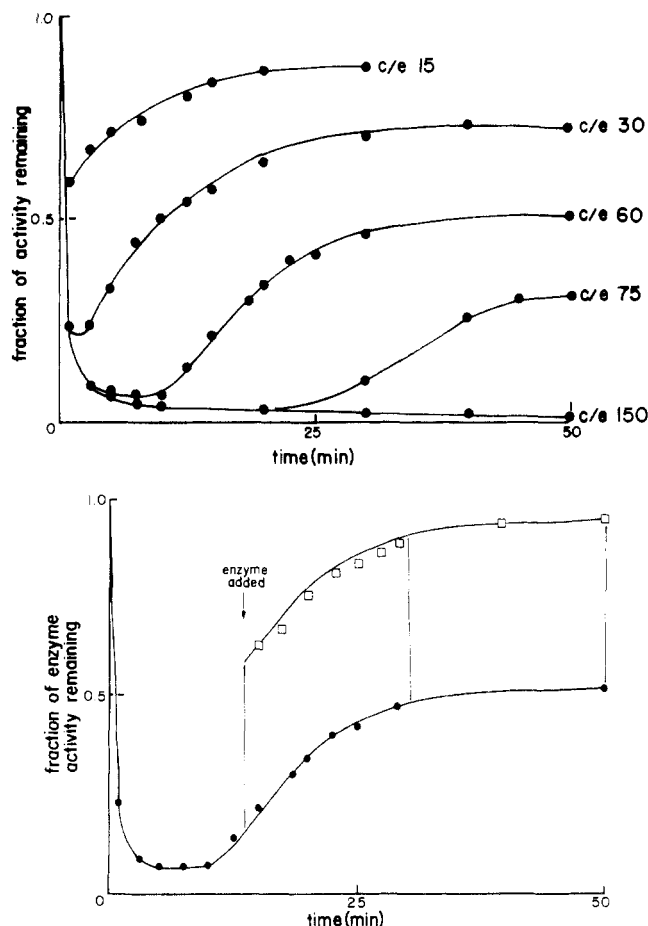 1.0
c/e 15
c/e 30
fraction of activity remaining
0.5
c/e 60
c/e 75
c/e 150
0
25
50
time(min)
1.0
enzyme
added
fraction of enzyme
activity remaining
0.5
0
0
25
50
time(min)